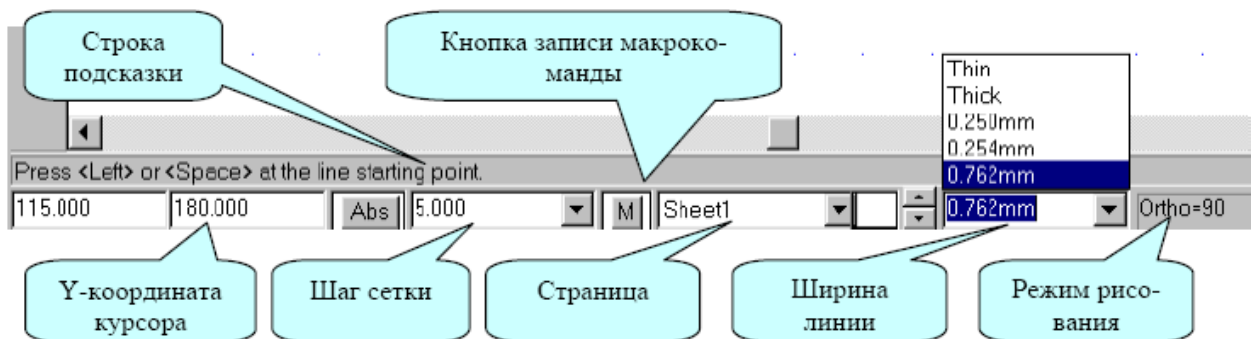 Строка
подсказки
Кнопка записи макроко-
манды
Thin
Thick
0.250mm
0.254mm
0.762mm
Press <Left> or <Space> at the line starting point.
115.000 180.000 Abs 5.000 M Sheet1 0.762mm Ortho=90
Y-координата
курсора
Шаг сетки
Страница
Ширина
линии
Режим рисо-
вания